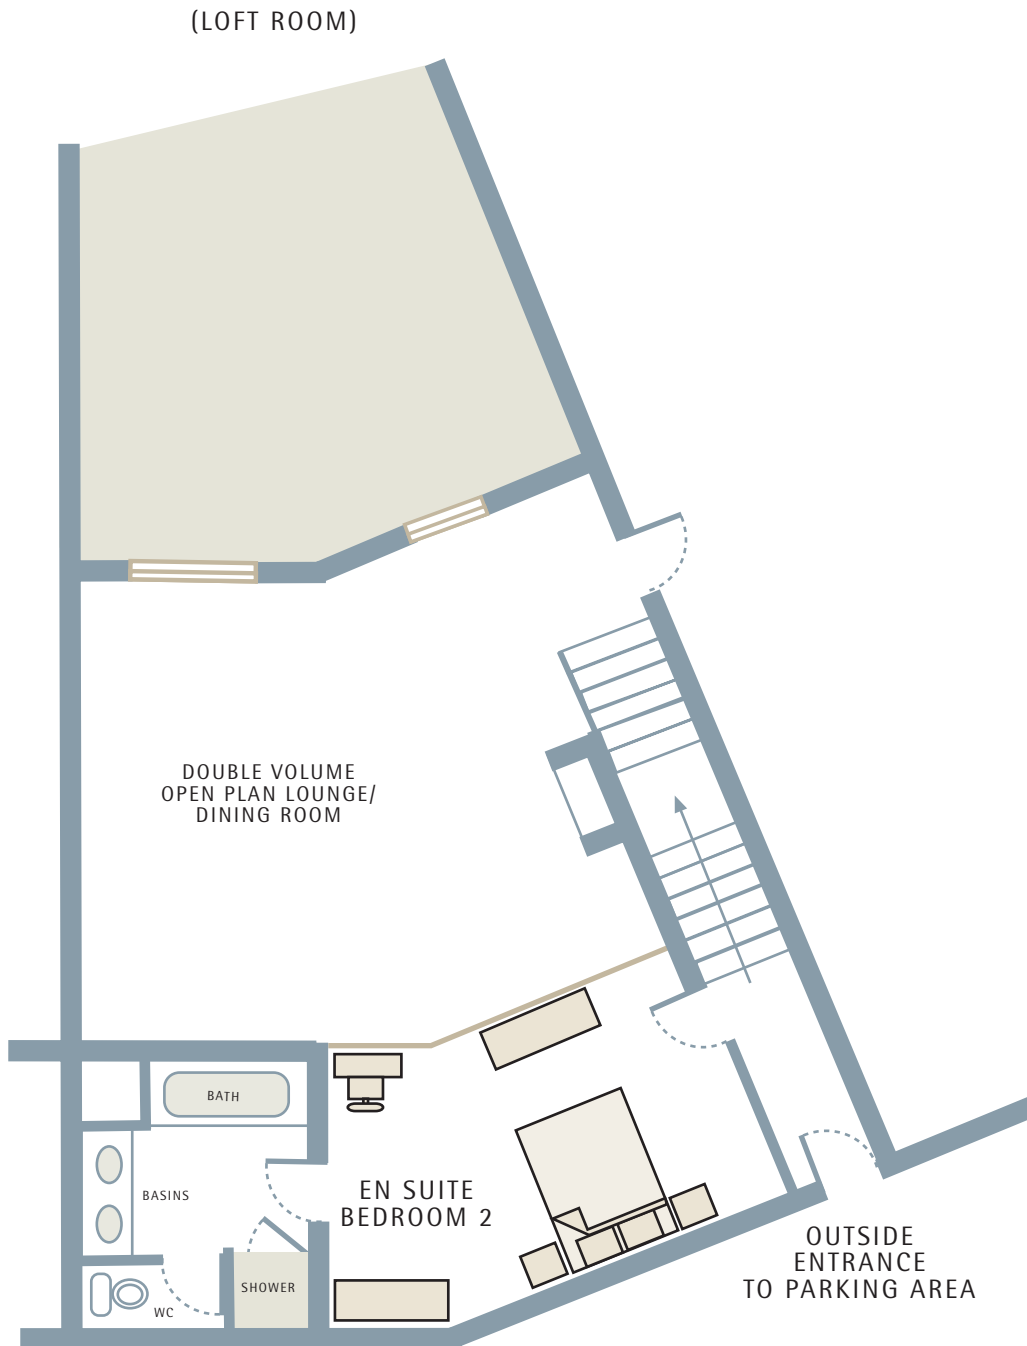 (LOFT ROOM)
DOUBLE VOLUME
OPEN PLAN LOUNGE/
DINING ROOM
BATH
BASINS
EN SUITE
BEDROOM 2
SHOWER
WC
OUTSIDE
ENTRANCE
TO PARKING AREA